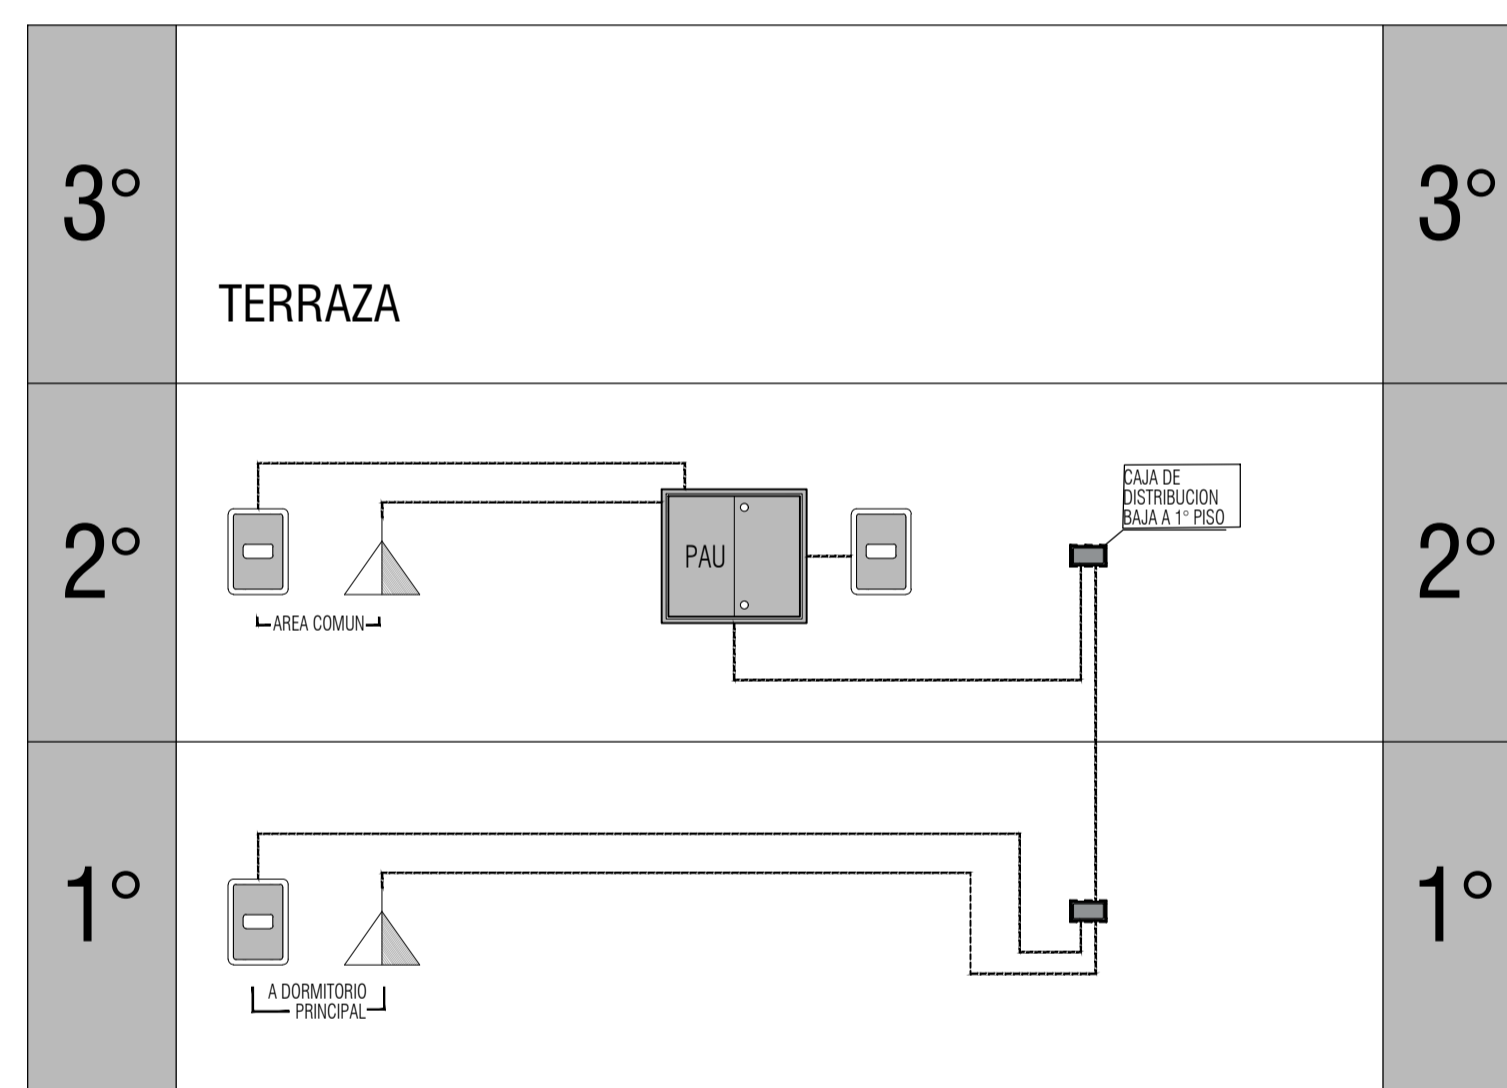 3°
3°
TERRAZA
2°
2°
CAJA DE
DISTRIBUCION
BAJA A 1° PISO
PAU
AREA COMUN
1°
1°
A DORMITORIO
PRINCIPAL